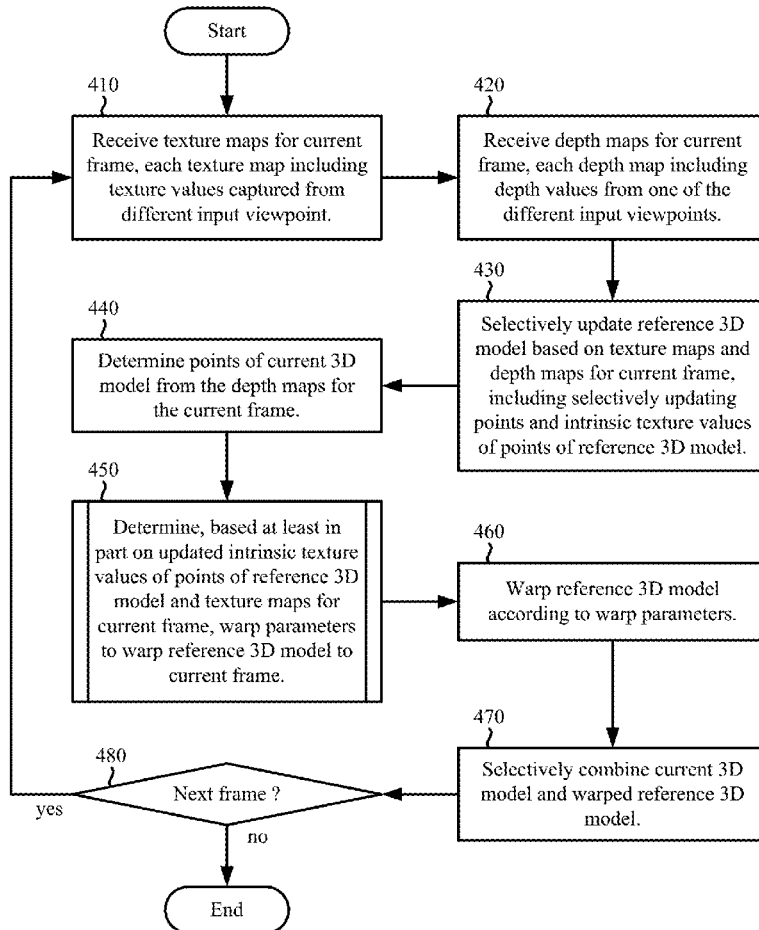 Start
410
Receive texture maps for current
frame, each texture map including
texture values captured from
different input viewpoint.
420
Receive depth maps for current
frame, each depth map including
depth values from one of the
different input viewpoints.
430
Selectively update reference 3D
model based on texture maps and
depth maps for current frame,
including selectively updating
points and intrinsic texture values
of points of reference 3D model.
440
Determine points of current 3D
model from the depth maps for
the current frame.
450
Determine, based at least in
part on updated intrinsic texture
values of points of reference 3D
model and texture maps for
current frame, warp parameters
to warp reference 3D model to
current frame.
460
Warp reference 3D model
according to warp parameters.
470
Selectively combine current 3D
model and warped reference 3D
model.
480
Next frame ?
yes
no
End